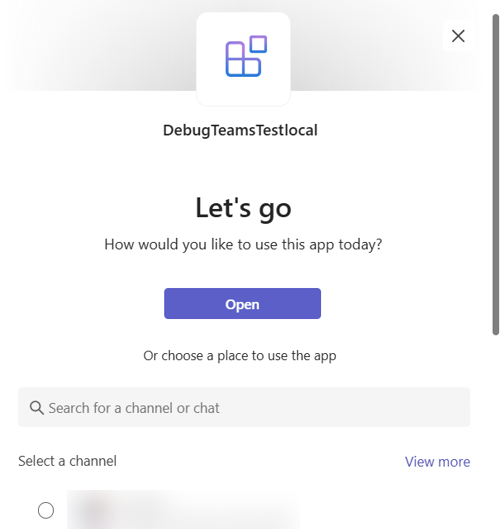 DebugTeamsTestlocal
Let's go
How would you like to use this app today?
Open
Or choose a place to use the app
Search for a channel or chat
Select a channel
View more